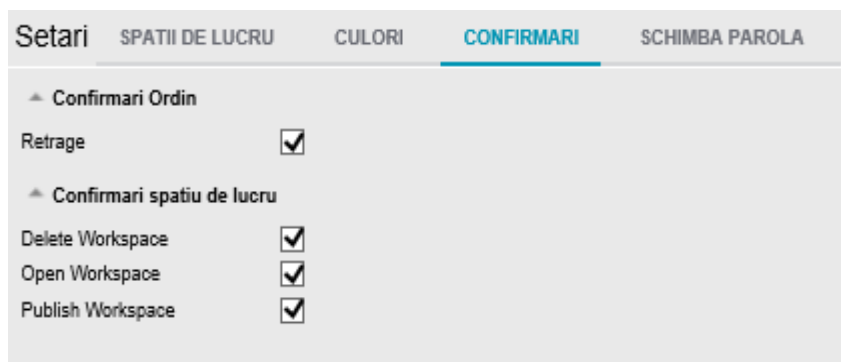 Setari SPATII DE LUCRU CULORI CONFIRMARI SCHIMBA PAROLA
Confirmari Ordin
Retrage
Confirmari spatiu de lucru
Delete Workspace
Open Workspace
Publish Workspace